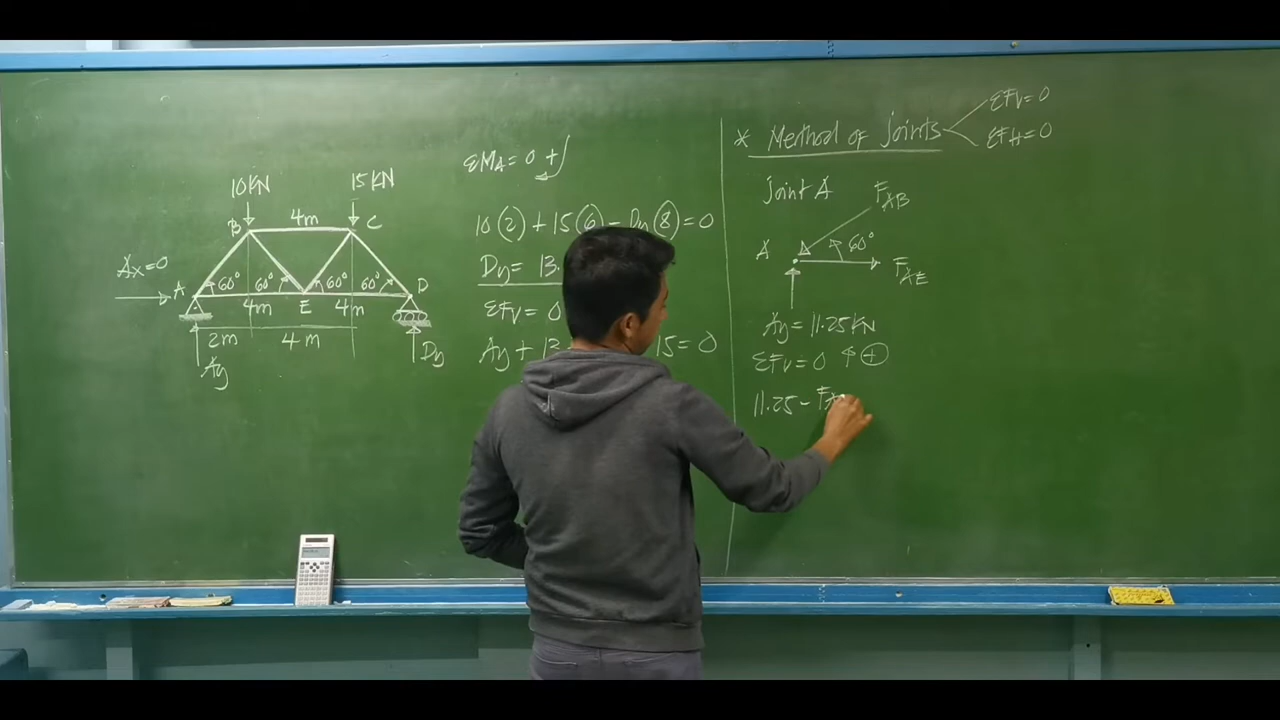 10KN
15KN
B
4m
C
Ax=0
A
60°
60°
60°
60°
D
4m
E
4m
2m
4m
Ay
Dy
ΣMA=0 +
10(2)+15(6)-Dy(8)=0
Dy= 13.
ΣFV=0
Ay+13
15=0
* Method of joints
ΣFV=0
ΣFH=0
Joint A
FAB
A
60°
FAE
Ay=11.25KN
ΣFV=0 ↑ (+)
11.25-FA